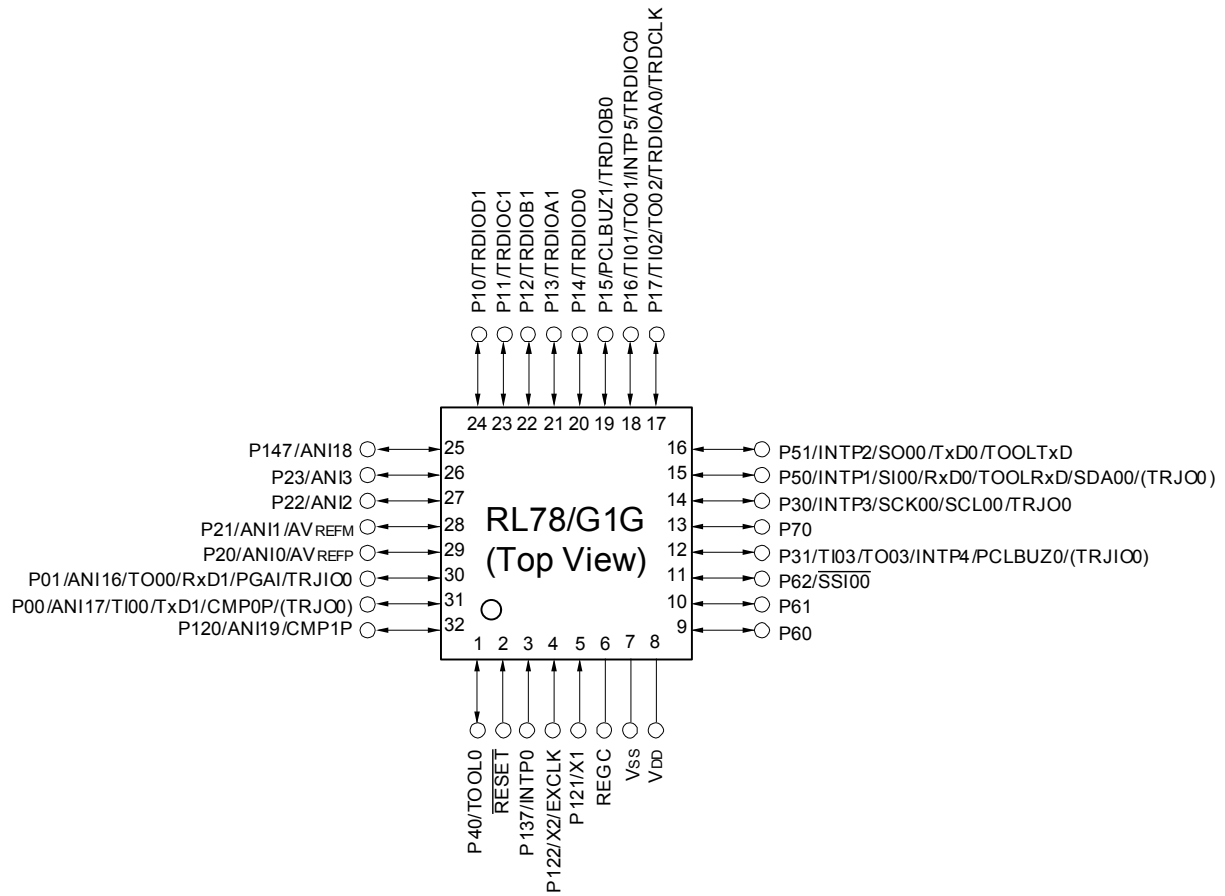 P10/TRDIOD1
P11/TRDIOC1
P12/TRDIOB1
P13/TRDIOA1
P14/TRDIOD0
P15/PCLBUZ1/TRDIOB0
P16/TI01/TO01/INTP5/TRDIOC0
P17/TI02/TO02/TRDIOA0/TRDCLK
24 23 22 21 20 19 18 17
P147/ANI18 25
P23/ANI3 26
P22/ANI2 27
P21/ANI1/AVREFM 28
P20/ANI0/AVREFP 29
P01/ANI16/TO00/RxD1/PGAI/TRJIO0 30
P00/ANI17/TI00/TxD1/CMP0P/(TRJO0) 31
P120/ANI19/CMP1P 32
RL78/G1G
(Top View)
16 P51/INTP2/SO00/TxD0/TOOLTxD
15 P50/INTP1/SI00/RxD0/TOOLRxD/SDA00/(TRJO0)
14 P30/INTP3/SCK00/SCL00/TRJO0
13 P70
12 P31/TI03/TO03/INTP4/PCLBUZ0/(TRJIO0)
11 P62/SSI00
10 P61
9 P60
1 2 3 4 5 6 7 8
P40/TOOL0
RESET
P137/INTP0
P122/X2/EXCLK
P121/X1
REGC
VSS
VDD